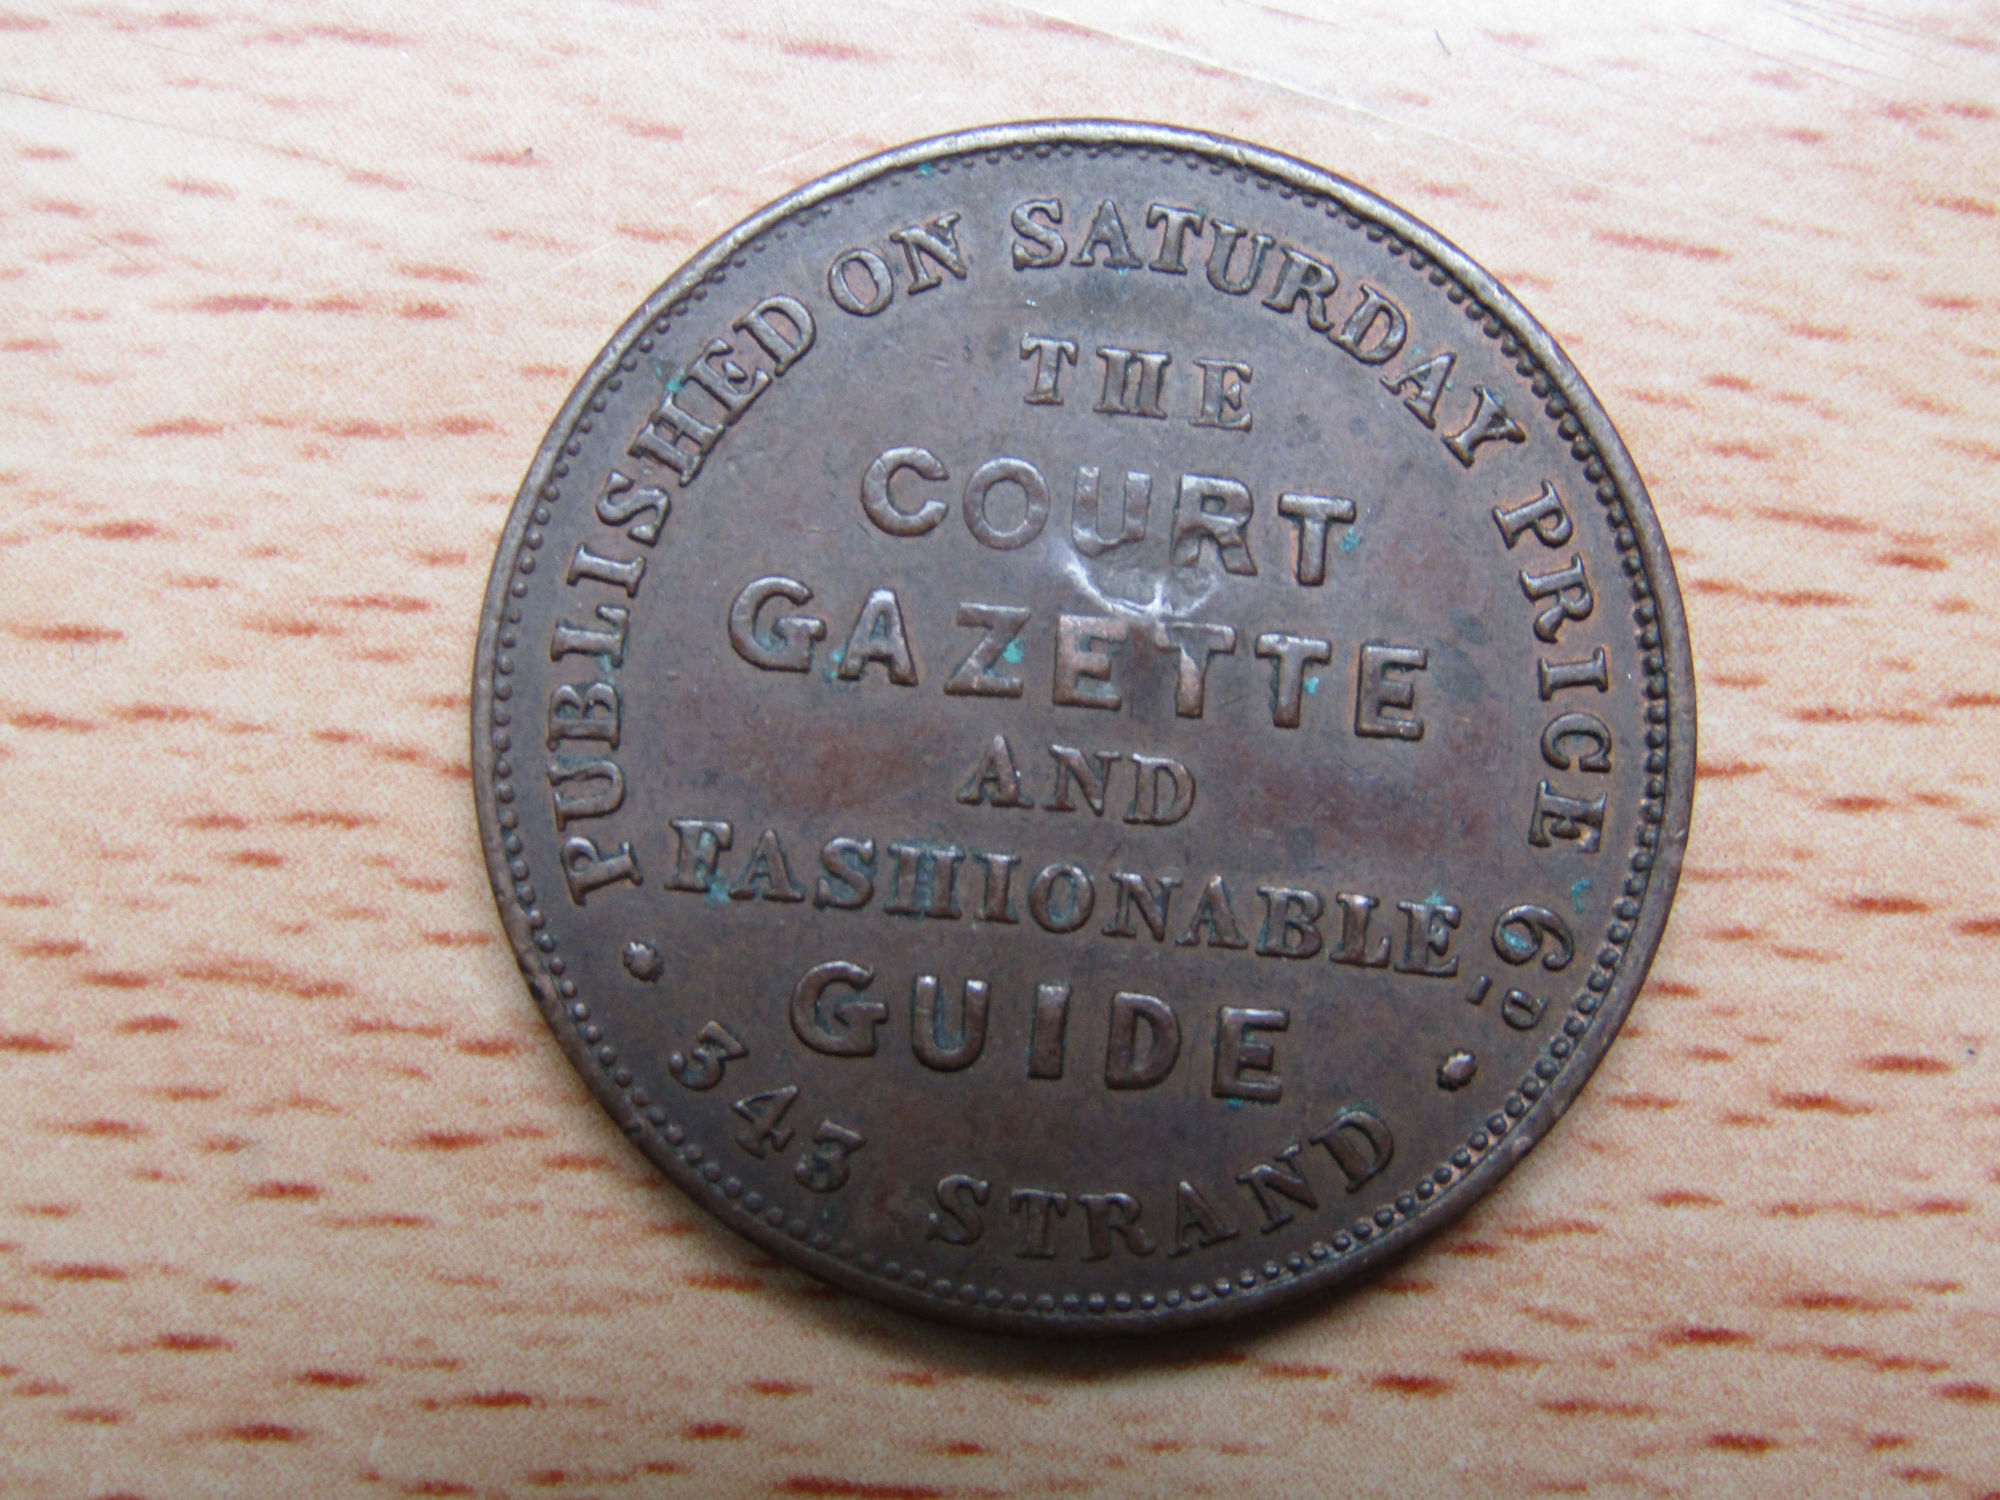 PUBLISHED ON SATURDAY PRICE 6D
THE
COURT
GAZETTE
AND
FASHIONABLE
GUIDE
343 STRAND